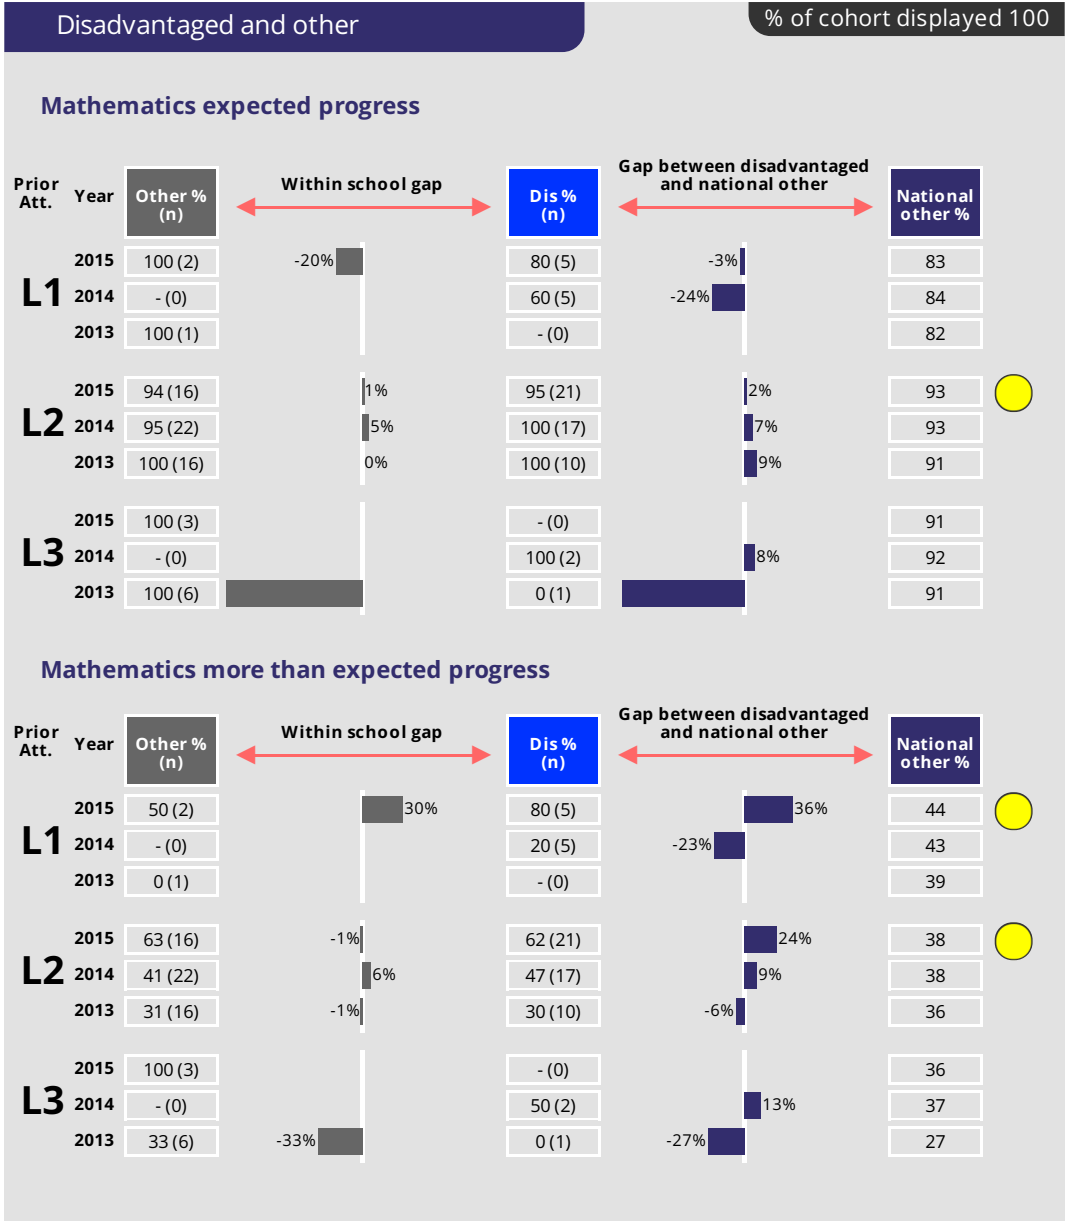 Disadvantaged and other
% of cohort displayed 100
Mathematics expected progress
Prior Att. Year Other % (n) Within school gap Dis % (n) Gap between disadvantaged and national other National other %
L1
2015 100 (2) -20% 80 (5) -3% 83
2014 - (0) 60 (5) -24% 84
2013 100 (1) - (0) 82
L2
2015 94 (16) 1% 95 (21) 2% 93
2014 95 (22) 5% 100 (17) 7% 93
2013 100 (16) 0% 100 (10) 9% 91
L3
2015 100 (3) - (0) 91
2014 - (0) 100 (2) 8% 92
2013 100 (6) 0 (1) 91
Mathematics more than expected progress
Prior Att. Year Other % (n) Within school gap Dis % (n) Gap between disadvantaged and national other National other %
L1
2015 50 (2) 30% 80 (5) 36% 44
2014 - (0) 20 (5) -23% 43
2013 0 (1) - (0) 39
L2
2015 63 (16) -1% 62 (21) 24% 38
2014 41 (22) 6% 47 (17) 9% 38
2013 31 (16) -1% 30 (10) -6% 36
L3
2015 100 (3) - (0) 36
2014 - (0) 50 (2) 13% 37
2013 33 (6) -33% 0 (1) -27% 27